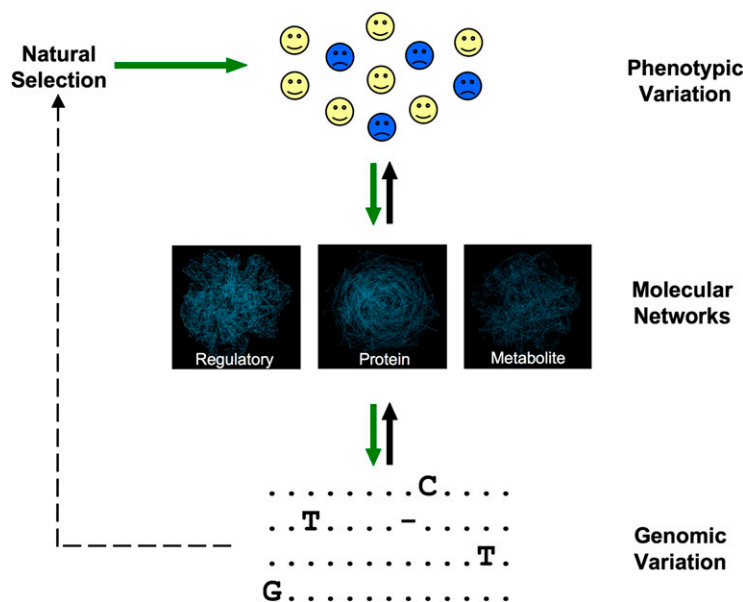 Natural
Selection
Phenotypic
Variation
Molecular
Networks
Regulatory
Protein
Metabolite
. . . . . . . . . C . . . .
. . T . . . . . – . . . . .
. . . . . . . . . . . . T .
G . . . . . . . . . . . . .
Genomic
Variation